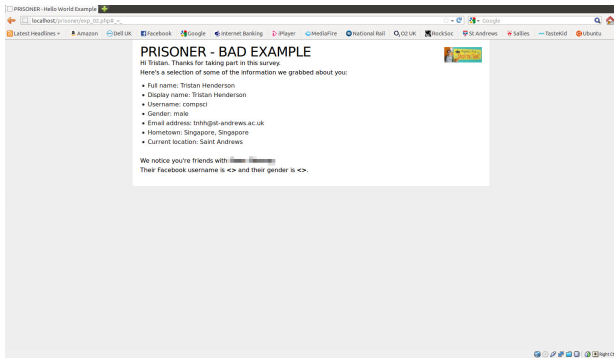 PRISONER - Hello World Example
localhost/prisoner/exp_02.php#_=_
Google
Latest Headlines
Amazon
Dell UK
Facebook
Google
Internet Banking
iPlayer
MediaFire
National Rail
O2 UK
RockSoc
St Andrews
Sallies
TasteKid
Ubuntu
PRISONER - BAD EXAMPLE
Hi Tristan. Thanks for taking part in this survey.
Here's a selection of some of the information we grabbed about you:
• Full name: Tristan Henderson
• Display name: Tristan Henderson
• Username: compsci
• Gender: male
• Email address: tnhh@st-andrews.ac.uk
• Hometown: Singapore, Singapore
• Current location: Saint Andrews
We notice you're friends with
Their Facebook username is <> and their gender is <>.
Right Ct